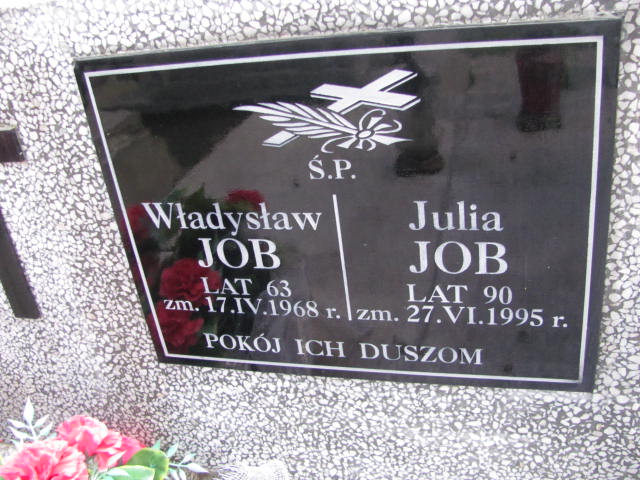 Ś.P.
Władysław
JOB
LAT 63
zm. 17.IV.1968 r.
Julia
JOB
LAT 90
zm. 27.VI.1995 r.
POKÓJ ICH DUSZOM